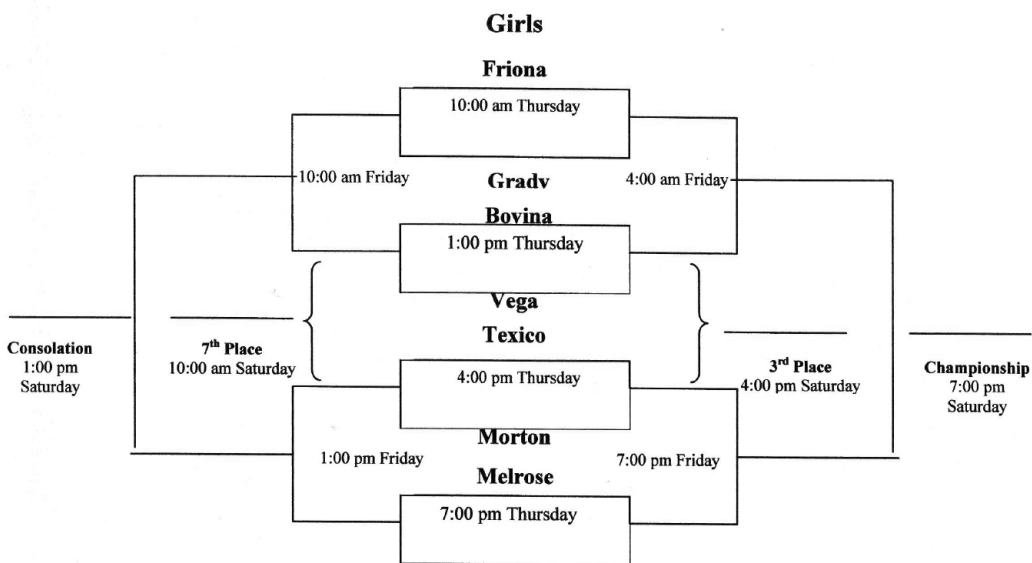 Girls
Friona
10:00 am Thursday
10:00 am Friday
Gradv
4:00 am Friday
Bovina
1:00 pm Thursday
Vega
Texico
Consolation
1:00 pm
Saturday
7th Place
10:00 am Saturday
4:00 pm Thursday
3rd Place
4:00 pm Saturday
Championship
7:00 pm
Saturday
1:00 pm Friday
Morton
7:00 pm Friday
Melrose
7:00 pm Thursday